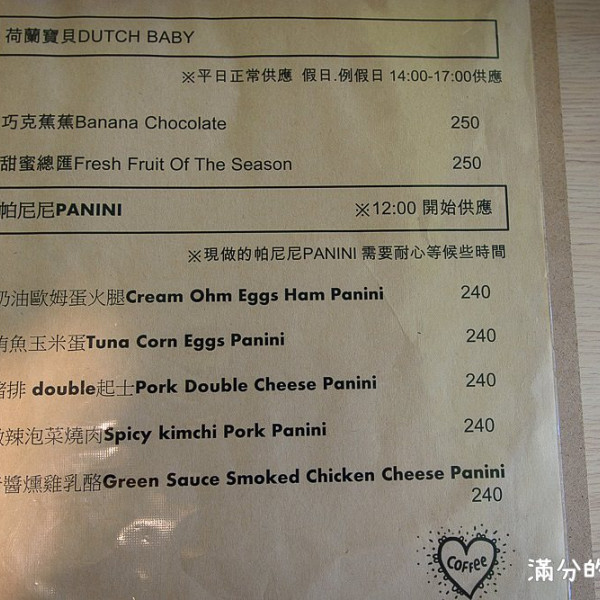 荷蘭寶貝DUTCH BABY
※平日正常供應 假日.例假日 14:00-17:00供應
巧克蕉蕉Banana Chocolate 250
甜蜜總匯Fresh Fruit Of The Season 250
帕尼尼PANINI ※12:00 開始供應
※現做的帕尼尼PANINI 需要耐心等候些時間
奶油歐姆蛋火腿Cream Ohm Eggs Ham Panini 240
鮪魚玉米蛋Tuna Corn Eggs Panini 240
豬排 double起士Pork Double Cheese Panini 240
辣泡菜燒肉Spicy kimchi Pork Panini 240
醬燻雞乳酪Green Sauce Smoked Chicken Cheese Panini
240
Coffee
滿分的